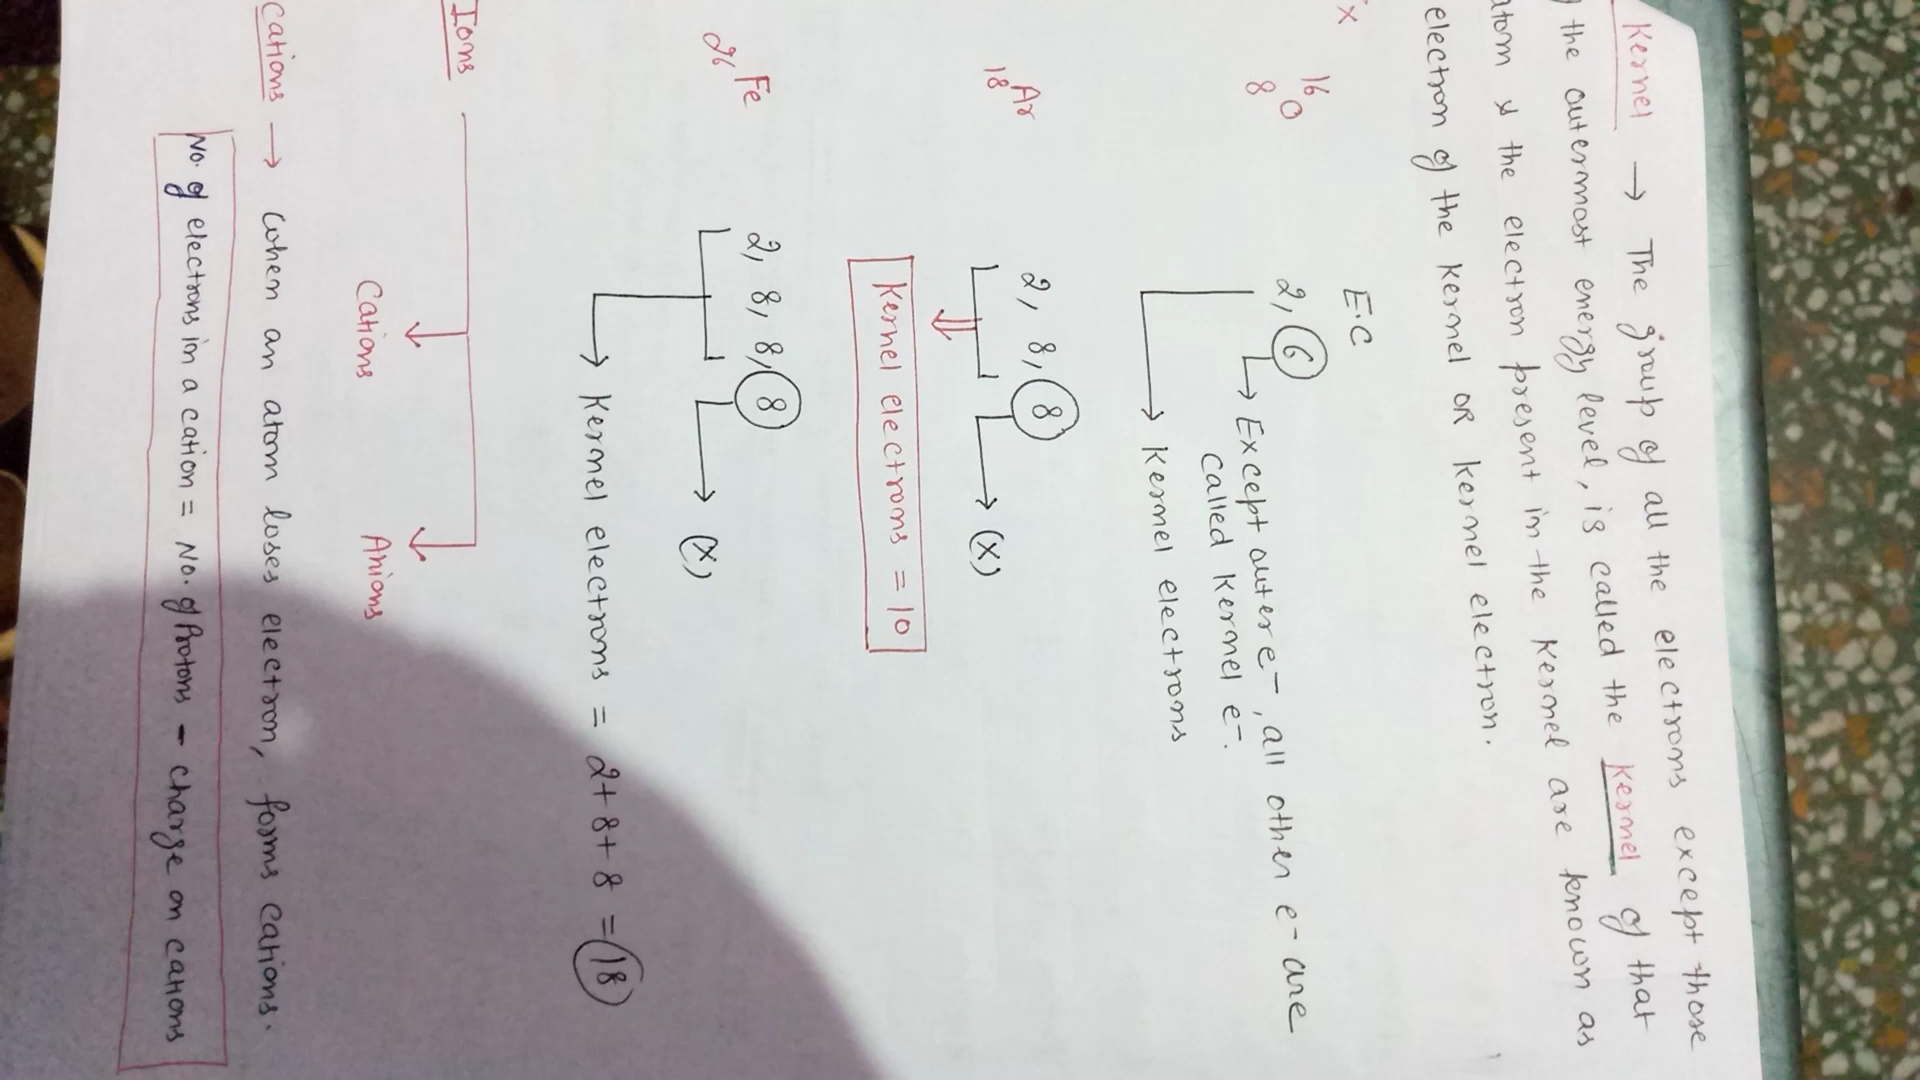 Kernel → The group of all the electrons except those
the outermost energy level, is called the Kernel of that
atom & the electron present in the Kernel are known as
electron of the kernel OR kernel electron.
Ex
E.C
16 8 O 2, 6 → Except outer e⁻, all other e⁻ are
called kernel e⁻.
→ Kernel electrons
18 Ar 2, 8, 8 → (x)
Kernel electrons = 10
26 Fe 2, 8, 8, 8 → (x)
→ Kernel electrons = 2+8+8 = 18
Ions
Cations Anions
Cations → When an atom loses electron, forms cations.
No. of electrons in a cation = No. of Protons - charge on cations